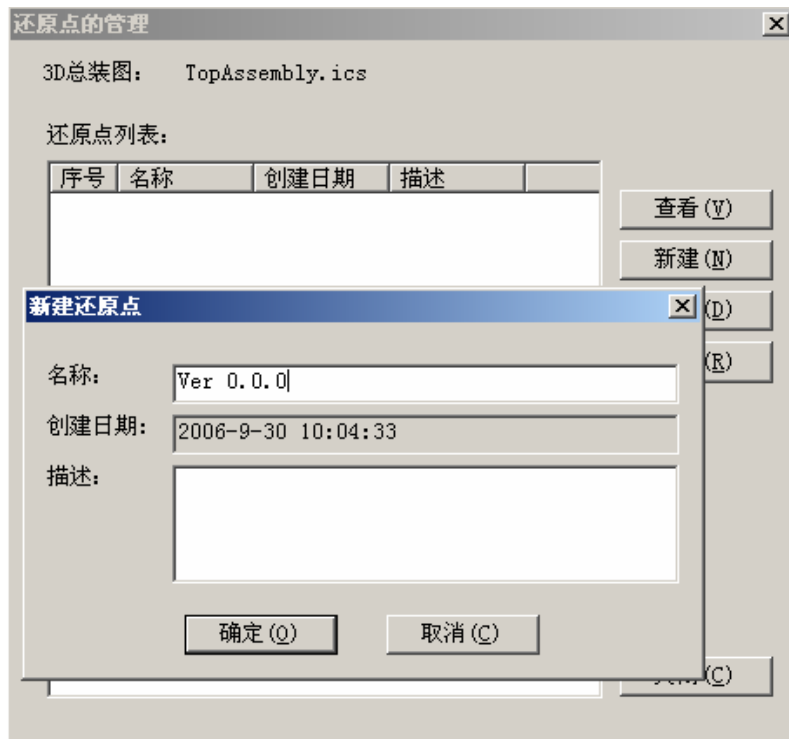 还原点的管理
3D总装图： TopAssembly.ics
还原点列表：
序号 名称 创建日期 描述
查看(V)
新建(N)
新建还原点
(D)
(R)
名称： Ver 0.0.0
创建日期： 2006-9-30 10:04:33
描述：
确定(O) 取消(C)
(C)